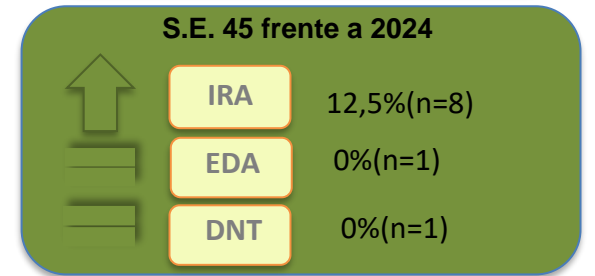 S.E. 45 frente a 2024
IRA 12,5%(n=8)
EDA 0%(n=1)
DNT 0%(n=1)